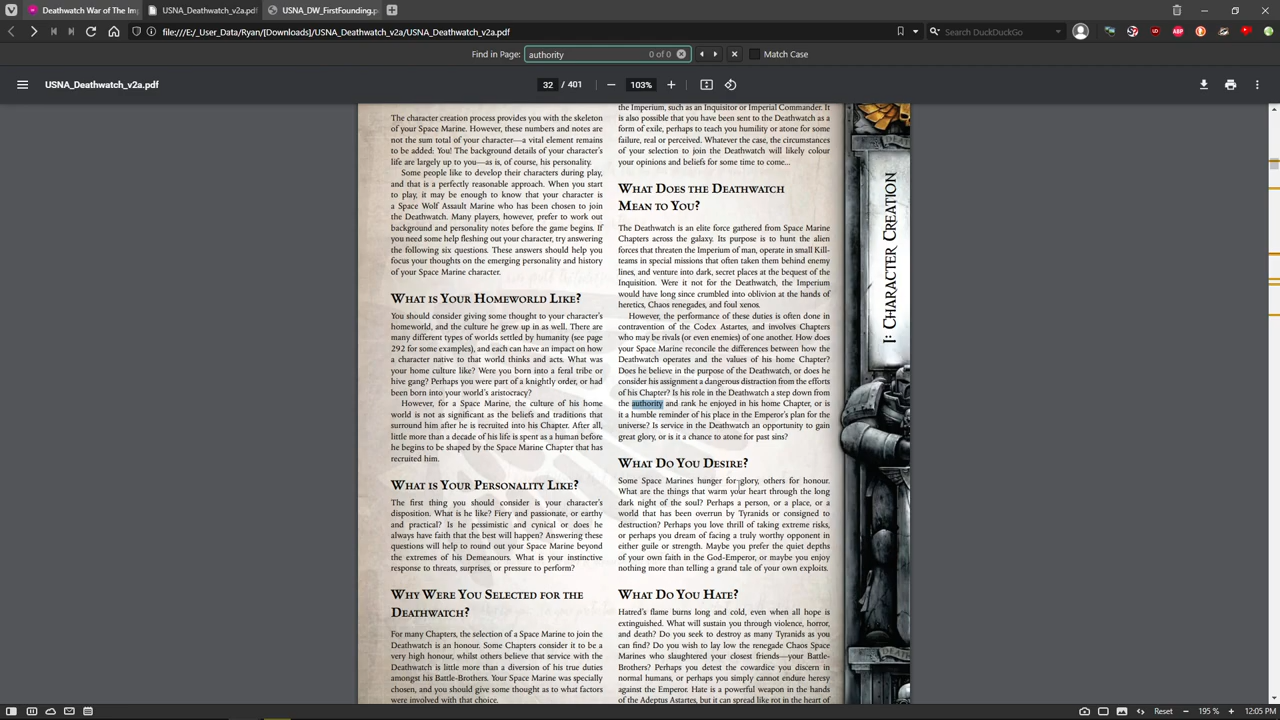 Deathwatch War of The Im
USNA_Deathwatch_v2a.pdf
USNA_DW_FirstFounding.p
file:///E:/_User_Data/Ryan/[Downloads]/USNA_Deathwatch_v2a/USNA_Deathwatch_v2a.pdf
Search DuckDuckGo
Find in Page: authority 0 of 0 Match Case
USNA_Deathwatch_v2a.pdf
32 / 401 103%
The character creation process provides you with the skeleton
of your Space Marine. However, these numbers and notes are
not the sum total of your character—a vital element remains
to be added: You! The background details of your character's
life are largely up to you—as is, of course, his personality.
Some people like to develop their characters during play,
and that is a perfectly reasonable approach. When you start
to play, it may be enough to know that your character is
a Space Wolf Assault Marine who has been chosen to join
the Deathwatch. Many players, however, prefer to work out
background and personality notes before the game begins. If
you need some help fleshing out your character, try answering
the following six questions. These answers should help you
focus your thoughts on the emerging personality and history
of your Space Marine character.
What is Your Homeworld Like?
You should consider giving some thought to your character's
homeworld, and the culture he grew up in as well. There are
many different types of worlds settled by humanity (see page
292 for some examples), and each can have an impact on how
a character native to that world thinks and acts. What was
your home culture like? Were you born into a feral tribe or
hive gang? Perhaps you were part of a knightly order, or had
been born into your world's aristocracy?
However, for a Space Marine, the culture of his home
world is not as significant as the beliefs and traditions that
surround him after he is recruited into his Chapter. After all,
little more than a decade of his life is spent as a human before
he begins to be shaped by the Space Marine Chapter that has
recruited him.
What is Your Personality Like?
The first thing you should consider is your character's
disposition. What is he like? Fiery and passionate, or earthy
and practical? Is he pessimistic and cynical or does he
always have faith that the best will happen? Answering these
questions will help to round out your Space Marine beyond
the extremes of his Demeanours. What is your instinctive
response to threats, surprises, or pressure to perform?
Why Were You Selected for the
Deathwatch?
For many Chapters, the selection of a Space Marine to join the
Deathwatch is an honour. Some Chapters consider it to be a
very high honour, whilst others believe that service with the
Deathwatch is little more than a diversion of his true duties
amongst his Battle-Brothers. Your Space Marine was specially
chosen, and you should give some thought as to what factors
were involved with that choice.
the Imperium, such as an Inquisitor or Imperial Commander. It
is also possible that you have been sent to the Deathwatch as a
form of exile, perhaps to teach you humility or atone for some
failure, real or perceived. Whatever the case, the circumstances
of your selection to join the Deathwatch will likely colour
your opinions and beliefs for some time to come...
What Does the Deathwatch
Mean to You?
The Deathwatch is an elite force gathered from Space Marine
Chapters across the galaxy. Its purpose is to hunt the alien
forces that threaten the Imperium of man, operate in small Kill-
teams in special missions that often taken them behind enemy
lines, and venture into dark, secret places at the bequest of the
Inquisition. Were it not for the Deathwatch, the Imperium
would have long since crumbled into oblivion at the hands of
heretics, Chaos renegades, and foul xenos.
However, the performance of these duties is often done in
contravention of the Codex Astartes, and involves Chapters
who may be rivals (or even enemies) of one another. How does
your Space Marine reconcile the differences between how the
Deathwatch operates and the values of his home Chapter?
Does he believe in the purpose of the Deathwatch, or does he
consider his assignment a dangerous distraction from the efforts
of his Chapter? Is his role in the Deathwatch a step down from
the authority and rank he enjoyed in his home Chapter, or is
it a humble reminder of his place in the Emperor's plan for the
universe? Is service in the Deathwatch an opportunity to gain
great glory, or is it a chance to atone for past sins?
What Do You Desire?
Some Space Marines hunger for glory, others for honour.
What are the things that warm your heart through the long
dark night of the soul? Perhaps a person, or a place, or a
world that has been overrun by Tyranids or consigned to
destruction? Perhaps you love thrill of taking extreme risks,
or perhaps you dream of facing a truly worthy opponent in
either guile or strength. Maybe you prefer the quiet depths
of your own faith in the God-Emperor, or maybe you enjoy
nothing more than telling a grand tale of your own exploits.
What Do You Hate?
Hatred's flame burns long and cold, even when all hope is
extinguished. What will sustain you through violence, horror,
and death? Do you seek to destroy as many Tyranids as you
can find? Do you wish to lay low the renegade Chaos Space
Marines who slaughtered your closest friends—your Battle-
Brothers? Perhaps you detest the cowardice you discern in
normal humans, or perhaps you simply cannot endure heresy
against the Emperor. Hate is a powerful weapon in the hands
of the Adeptus Astartes, but it can spread like rot in the heart of
I: Character Creation
Reset 195 % 12:05 PM